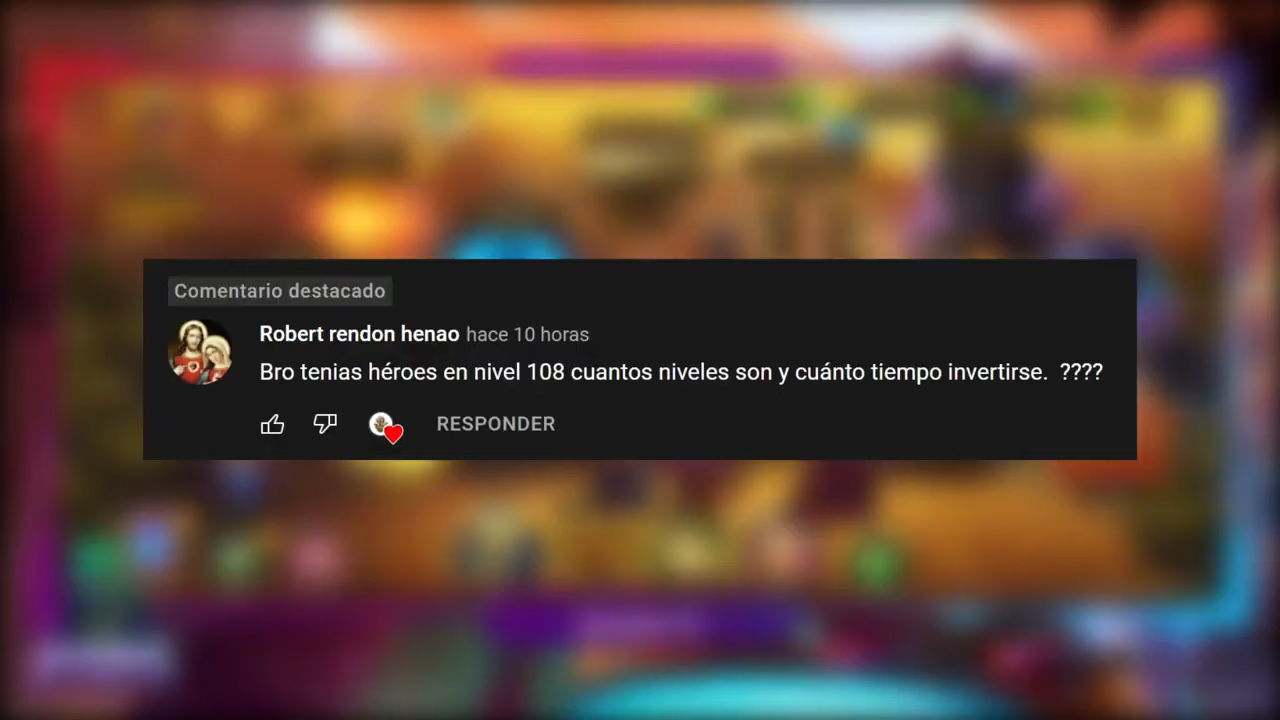 Comentario destacado
Robert rendon henao hace 10 horas
Bro tenias héroes en nivel 108 cuantos niveles son y cuánto tiempo invertirse.  ????
RESPONDER